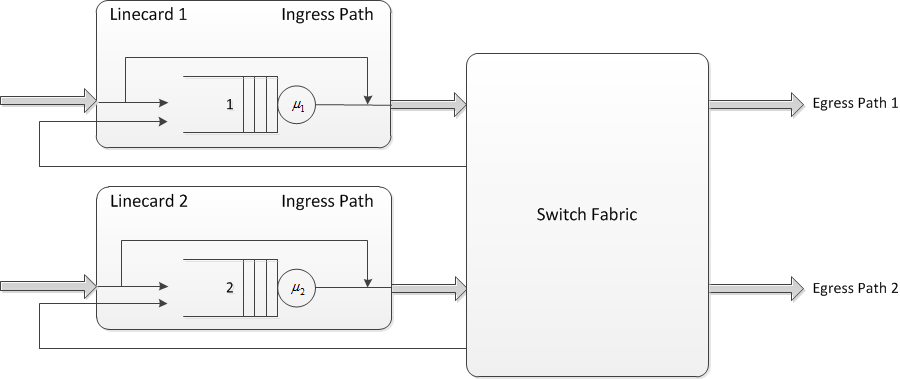 Linecard 1 Ingress Path
1 μ1
Egress Path 1
Linecard 2 Ingress Path
Switch Fabric
2 μ2
Egress Path 2